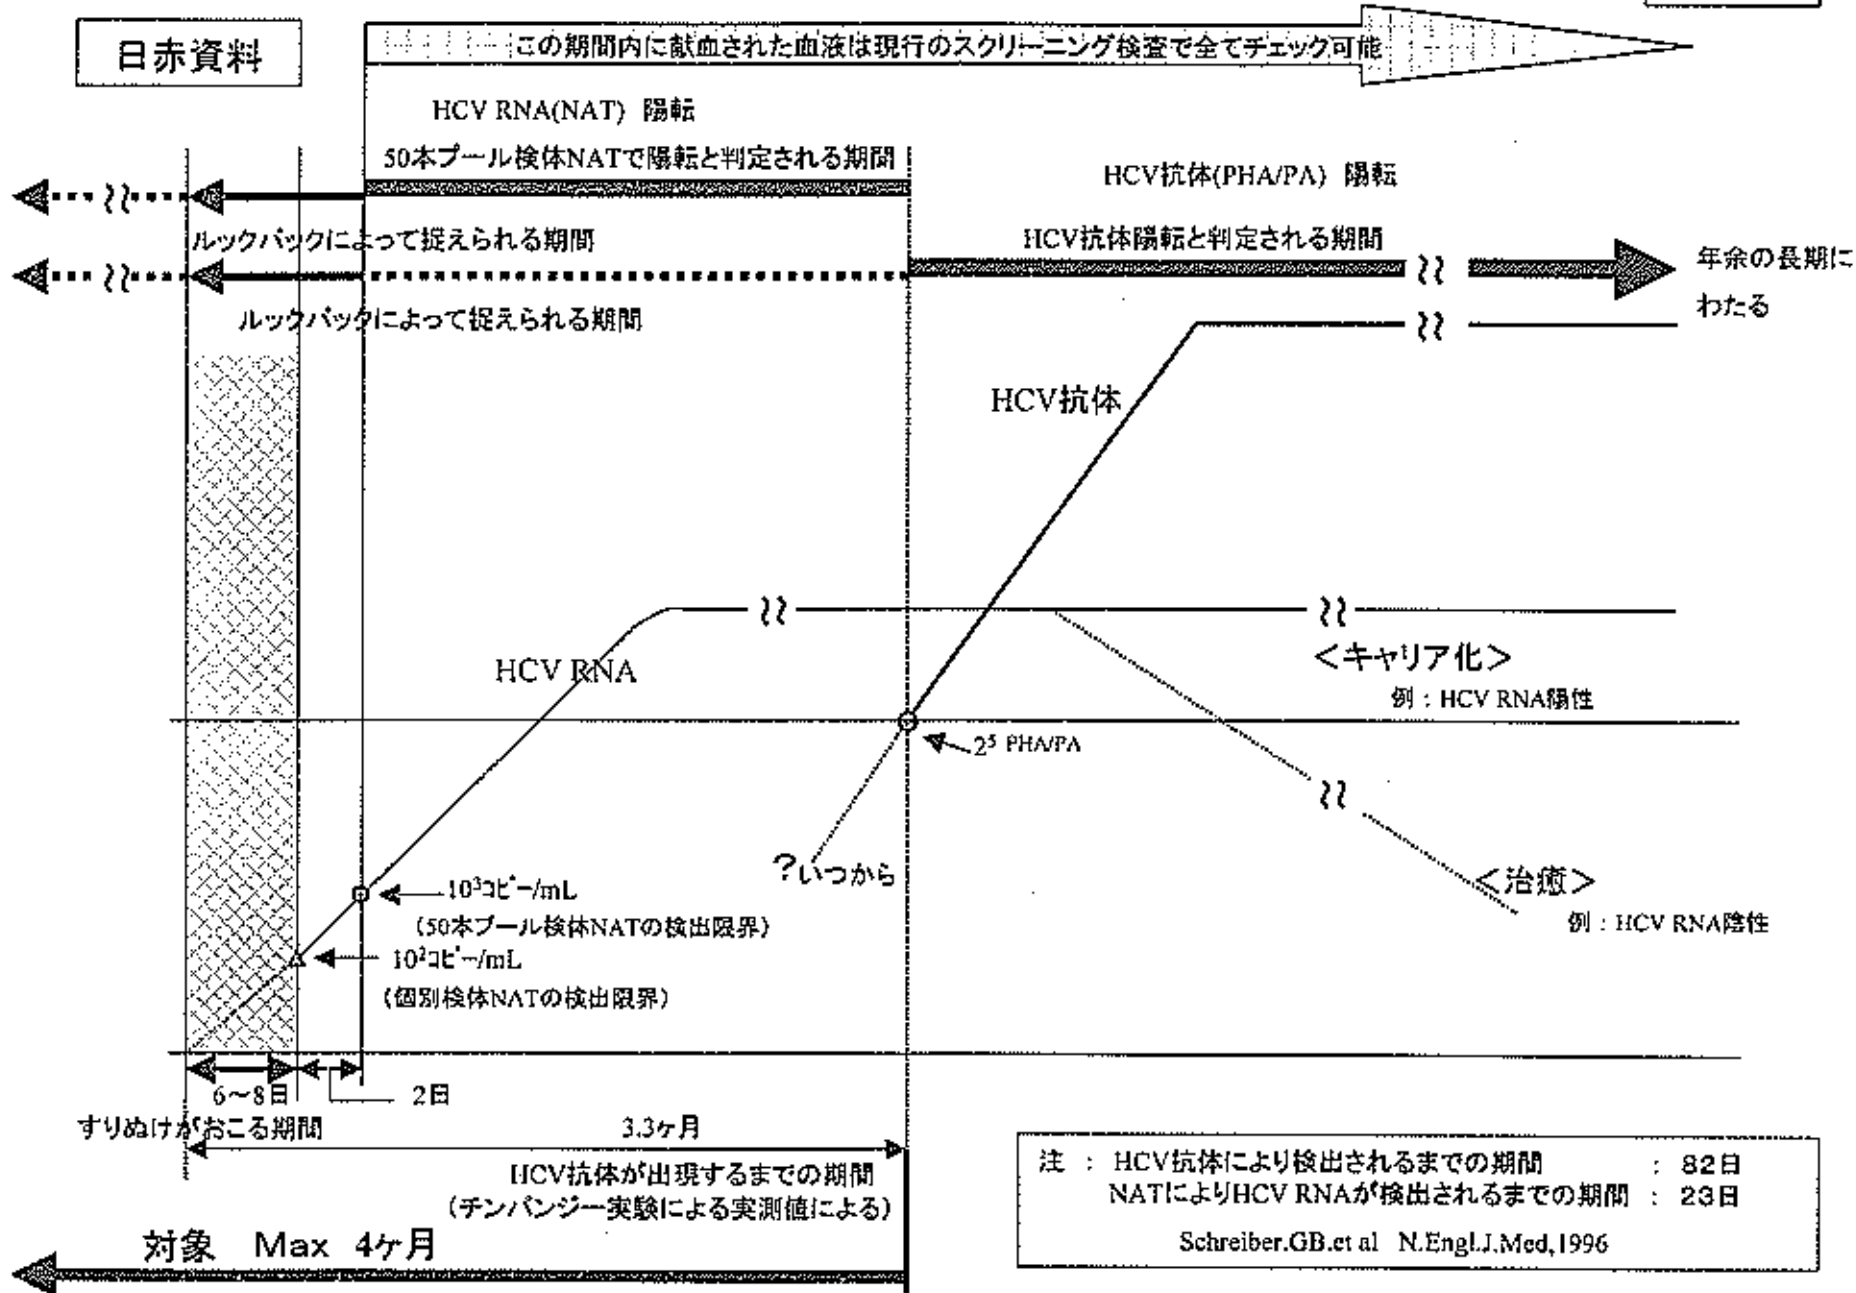 日赤資料
この期間内に献血された血液は現行のスクリーニング検査で全てチェック可能
HCV RNA(NAT) 陽転
50本プール検体NATで陽転と判定される期間
HCV抗体(PHA/PA) 陽転
ルックバックによって捉えられる期間
HCV抗体陽転と判定される期間
年余の長期に
わたる
ルックバックによって捉えられる期間
HCV抗体
HCV RNA
<キャリア化>
例：HCV RNA陽性
2⁵ PHA/PA
?いつから
10³コピー/mL
(50本プール検体NATの検出限界)
<治癒>
例：HCV RNA陰性
10²コピー/mL
(個別検体NATの検出限界)
6～8日
2日
すりぬけがおこる期間
3.3ヶ月
HCV抗体が出現するまでの期間
(チンパンジー実験による実測値による)
対象 Max 4ヶ月
注 ： HCV抗体により検出されるまでの期間 ： 82日
NATによりHCV RNAが検出されるまでの期間 ： 23日
Schreiber.GB.et al N.Engl.J.Med,1996